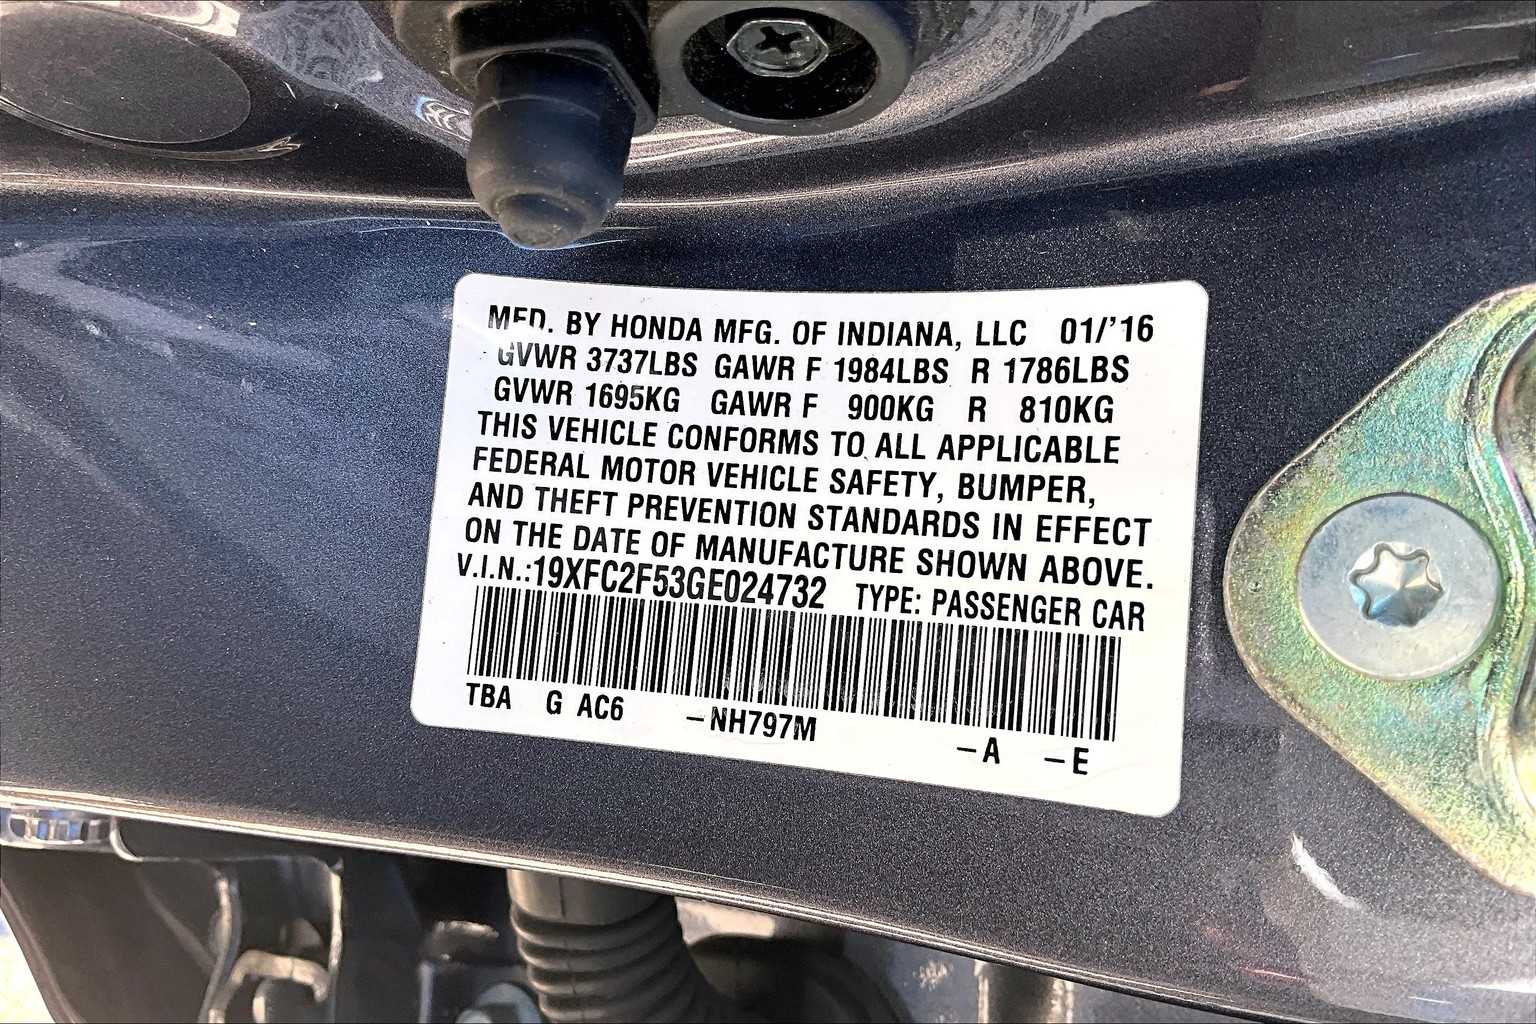 MFD. BY HONDA MFG. OF INDIANA, LLC 01/'16
GVWR 3737LBS GAWR F 1984LBS R 1786LBS
GVWR 1695KG GAWR F 900KG R 810KG
THIS VEHICLE CONFORMS TO ALL APPLICABLE
FEDERAL MOTOR VEHICLE SAFETY, BUMPER,
AND THEFT PREVENTION STANDARDS IN EFFECT
ON THE DATE OF MANUFACTURE SHOWN ABOVE.
V.I.N.:19XFC2F53GE024732 TYPE: PASSENGER CAR
TBA G AC6 –NH797M –A –E